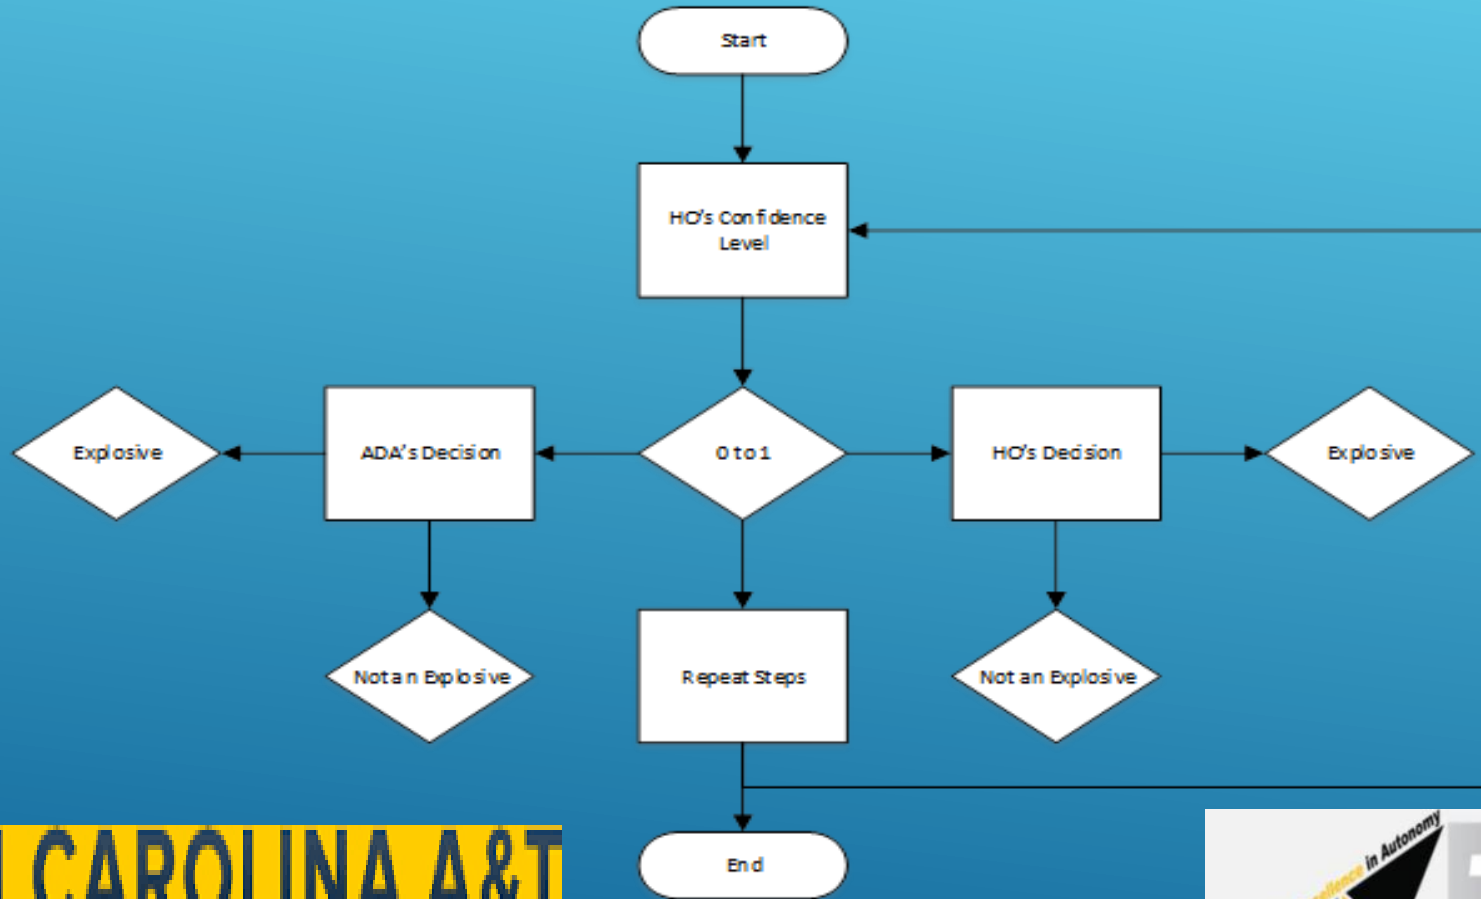 Start
HO's Confidence
Level
Explosive
ADA's Decision
0 to 1
HO's Decision
Explosive
Not an Explosive
Repeat Steps
Not an Explosive
End
CAROLINA A&T
in Autonomy